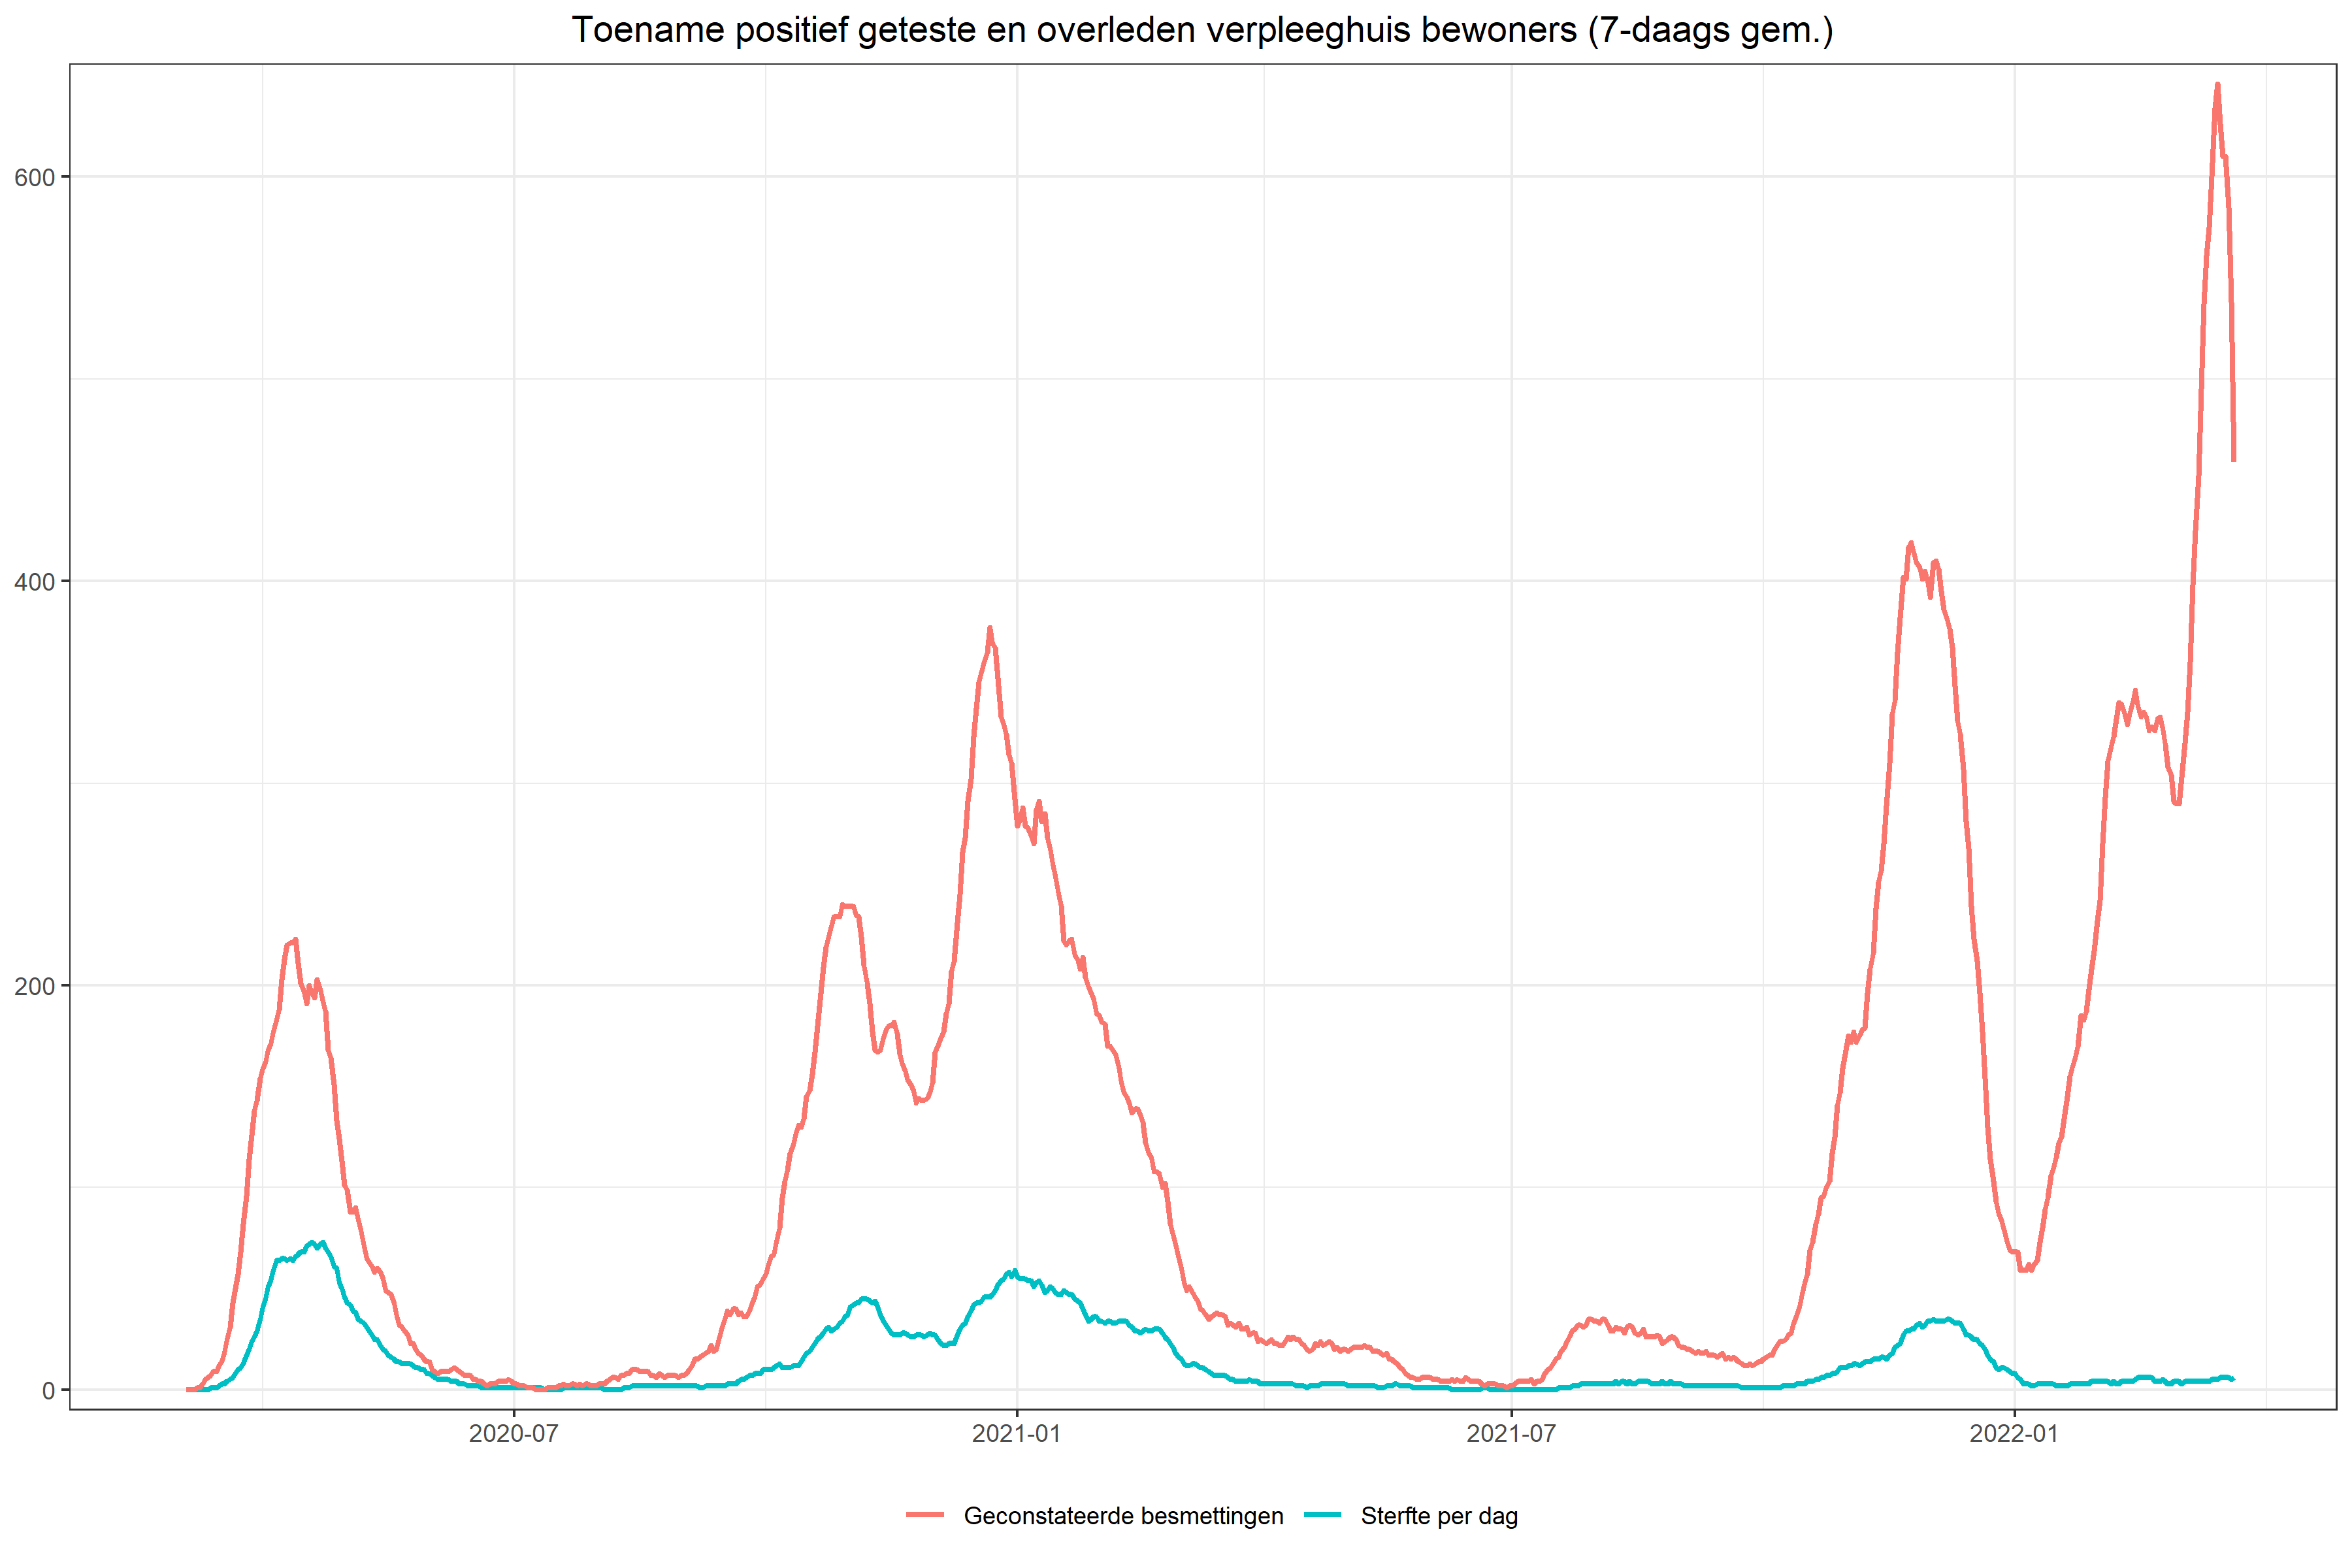 Toename positief geteste en overleden verpleeghuis bewoners (7-daags gem.)
600
400
200
0
2020-07 2021-01 2021-07 2022-01
Geconstateerde besmettingen Sterfte per dag